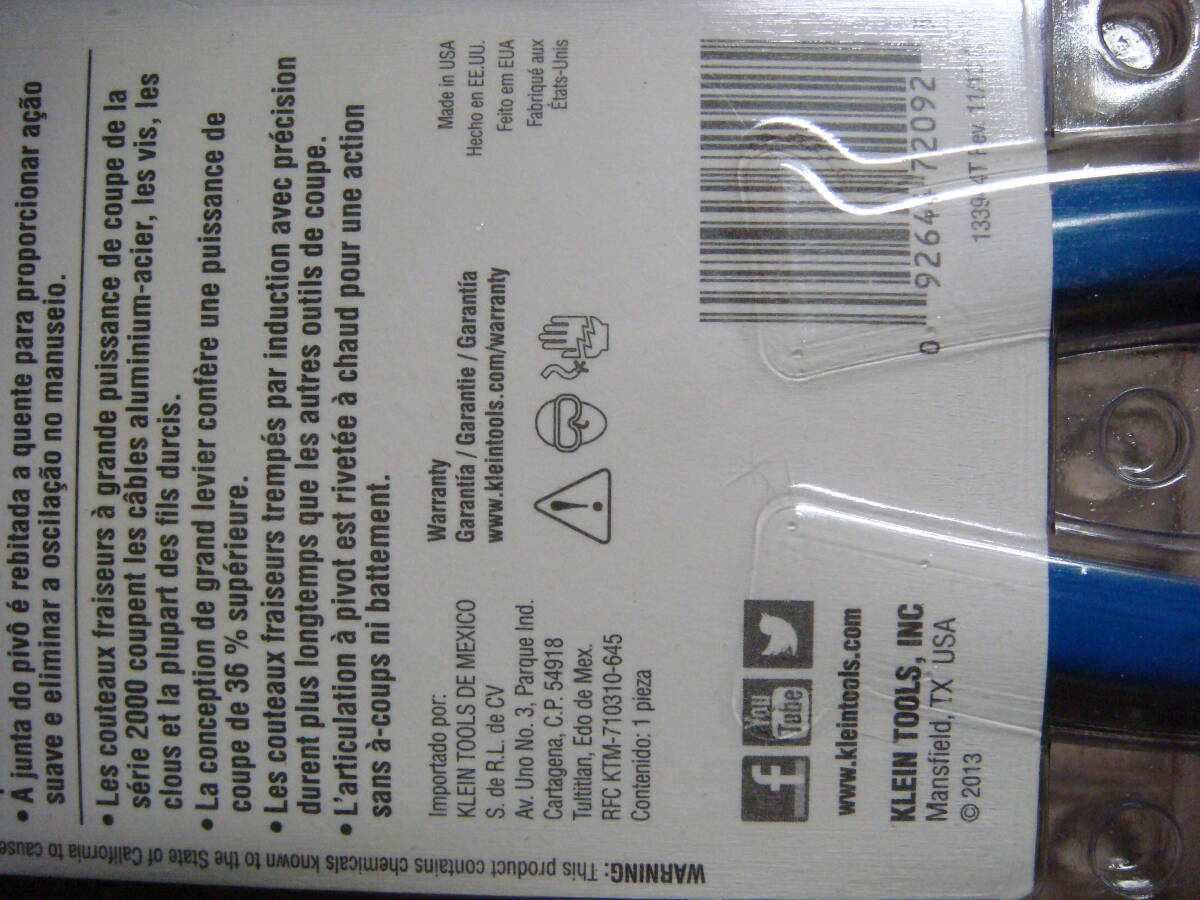 • A junta do pivô é rebitada a quente para proporcionar ação
suave e eliminar a oscilação no manuseio.
• Les couteaux fraiseurs à grande puissance de coupe de la
série 2000 coupent les câbles aluminium-acier, les vis, les
clous et la plupart des fils durcis.
• La conception de grand levier confère une puissance de
coupe de 36 % supérieure.
• Les couteaux fraiseurs trempés par induction avec précision
durent plus longtemps que les autres outils de coupe.
• L'articulation à pivot est rivetée à chaud pour une action
sans à-coups ni battement.
Importado por:
KLEIN TOOLS DE MEXICO
S. de R.L. de CV
Av. Uno No. 3, Parque Ind.
Cartagena, C.P. 54918
Tultitlan, Edo de Mex.
RFC KTM-710310-645
Contenido: 1 pieza
Warranty
Garantía / Garantie / Garantía
www.kleintools.com/warranty
Made in USA
Hecho en EE.UU.
Feito em EUA
Fabriqué aux
États-Unis
f
You
Tube
www.kleintools.com
KLEIN TOOLS, INC
Mansfield, TX USA
© 2013
0 92644 72092
Rev. 11/
WARNING: This product contains chemicals known to the State of California to cause